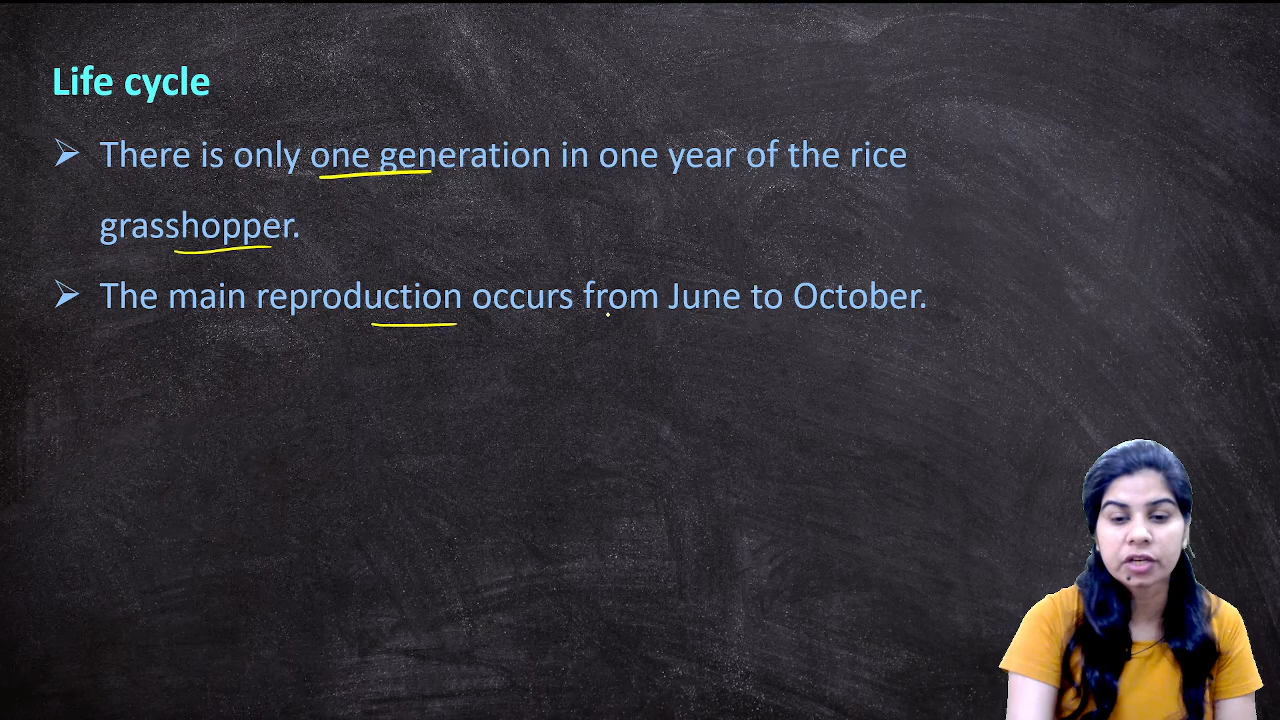 Life cycle
➢ There is only one generation in one year of the rice
grasshopper.
➢ The main reproduction occurs from June to October.